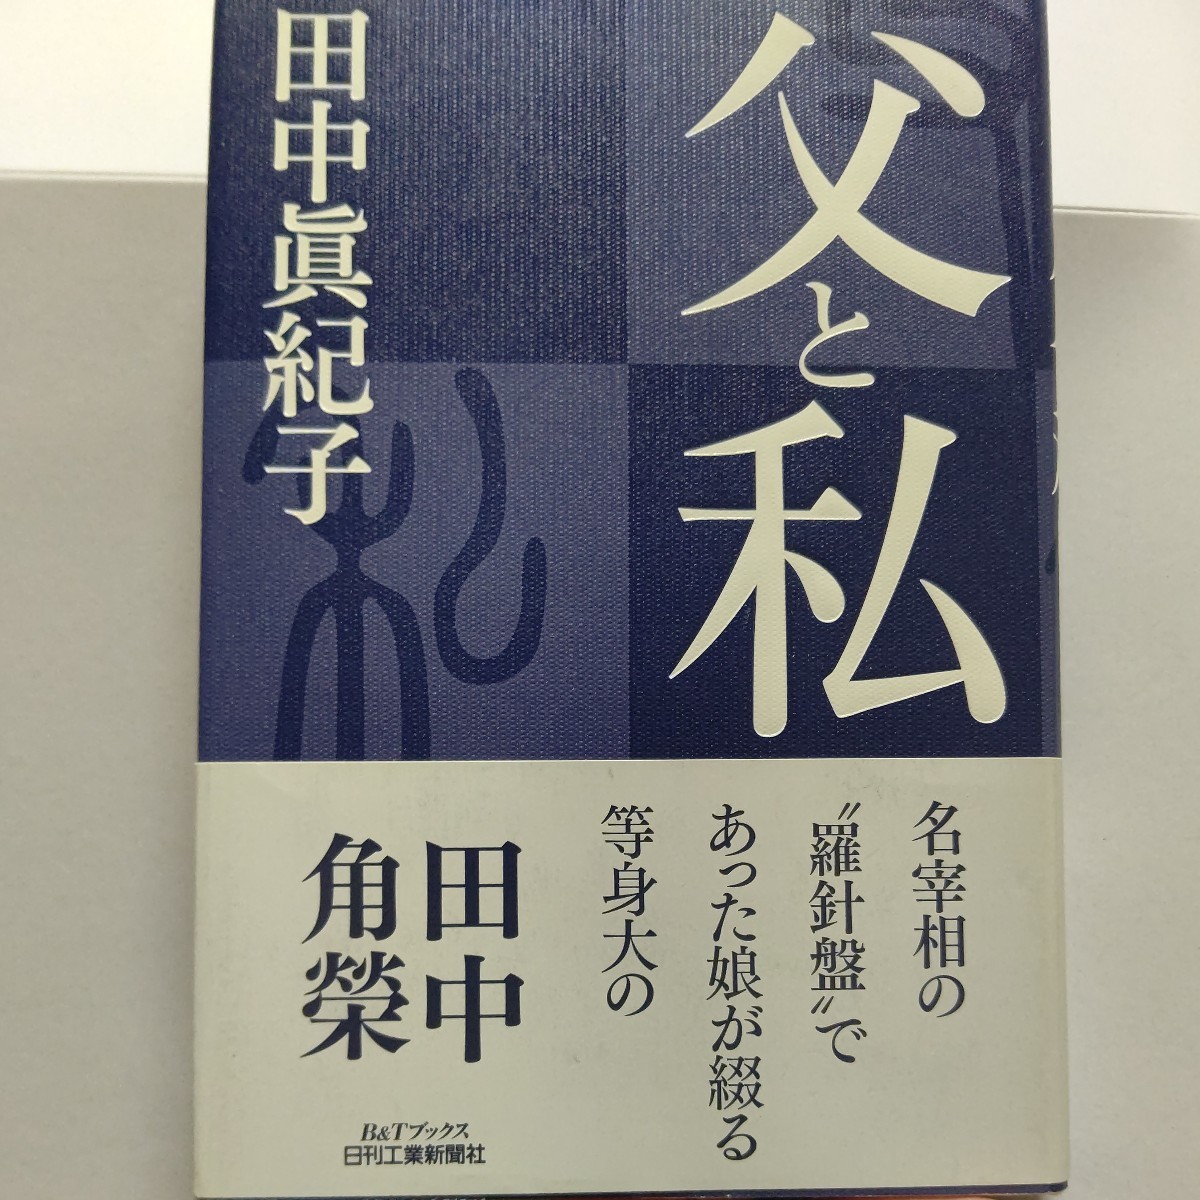 父と私
田中眞紀子
名宰相の
〝羅針盤〟で
あった娘が綴る
等身大の
田中
角榮
B&Tブックス
日刊工業新聞社